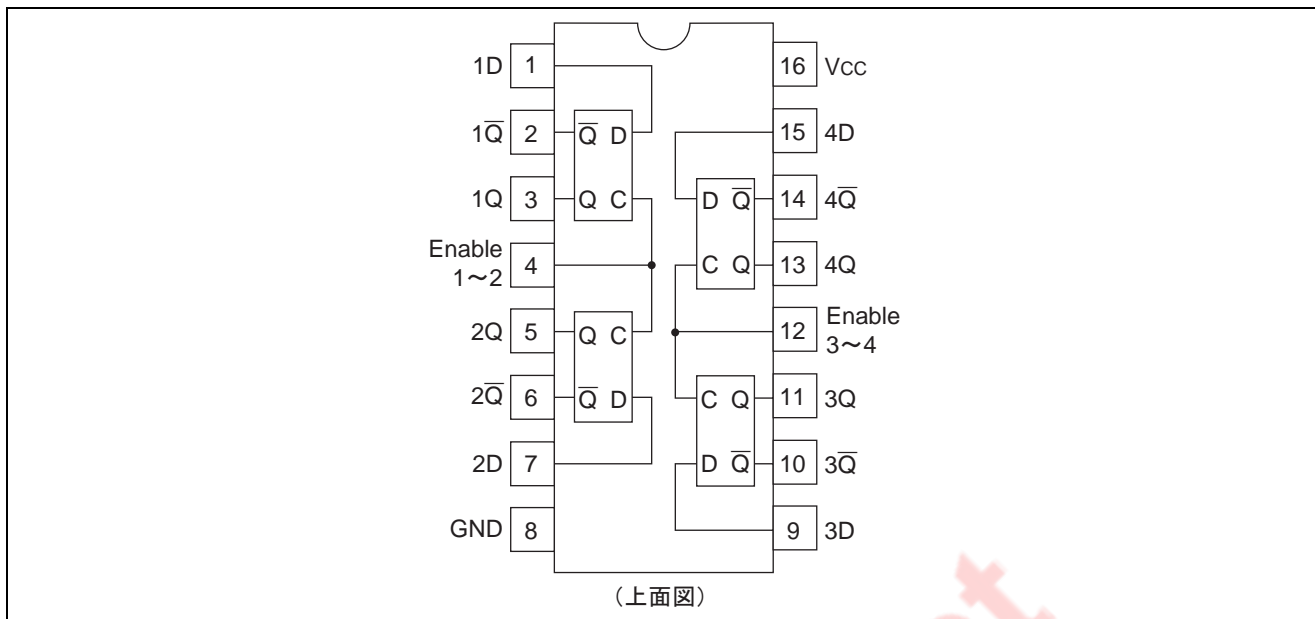 1D 1 16 VCC
1Q̅ 2 Q̅ D 15 4D
1Q 3 Q C D Q̅ 14 4Q̅
Enable
1～2 4 C Q 13 4Q
2Q 5 Q C 12 Enable
3～4
2Q̅ 6 Q̅ D C Q 11 3Q
2D 7 D Q̅ 10 3Q̅
GND 8 9 3D
(上面図)